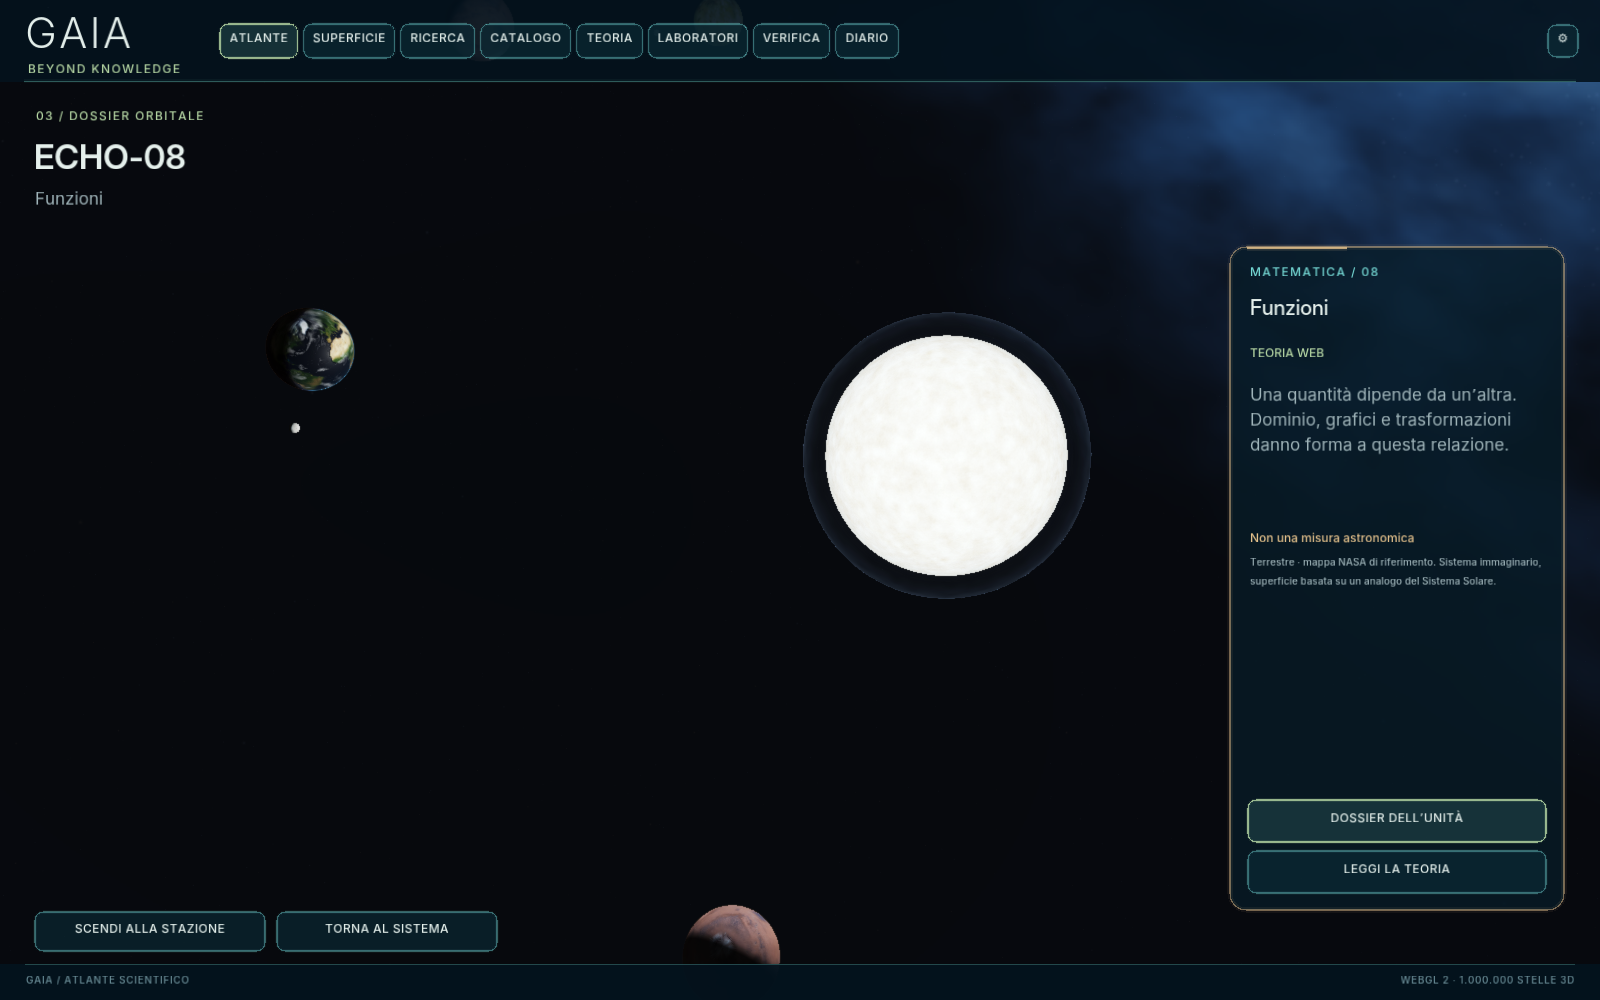 GAIA
BEYOND KNOWLEDGE
ATLANTE
SUPERFICIE
RICERCA
CATALOGO
TEORIA
LABORATORI
VERIFICA
DIARIO
03 / DOSSIER ORBITALE
ECHO-08
Funzioni
MATEMATICA / 08
Funzioni
TEORIA WEB
Una quantità dipende da un’altra.
Dominio, grafici e trasformazioni
danno forma a questa relazione.
Non una misura astronomica
Terrestre · mappa NASA di riferimento. Sistema immaginario,
superficie basata su un analogo del Sistema Solare.
DOSSIER DELL’UNITÀ
LEGGI LA TEORIA
SCENDI ALLA STAZIONE
TORNA AL SISTEMA
GAIA / ATLANTE SCIENTIFICO
WEBGL 2 · 1.000.000 STELLE 3D